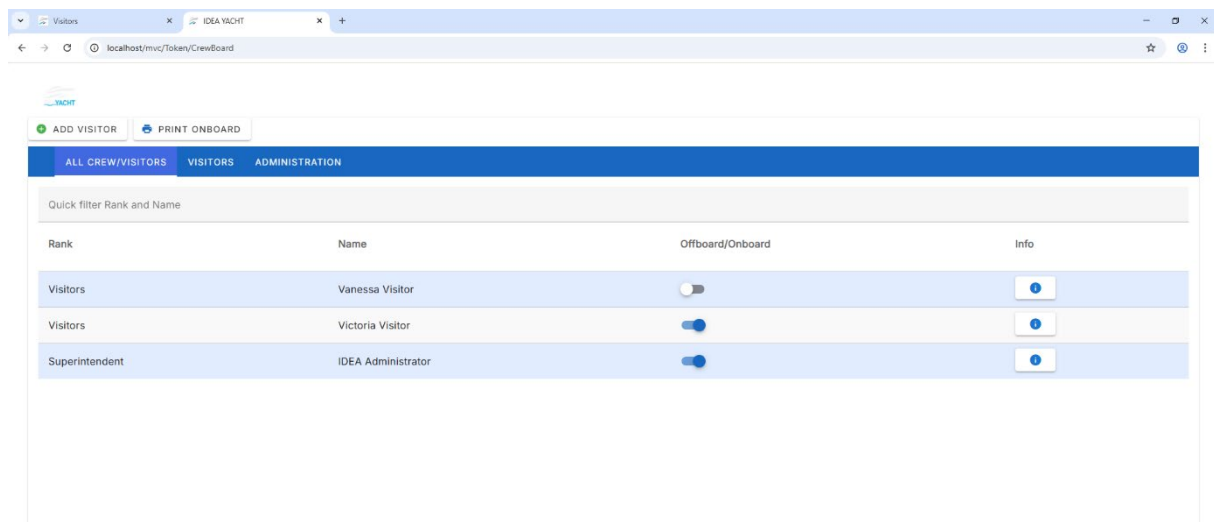 Visitors
IDEA YACHT
localhost/mvc/Token/CrewBoard
YACHT
ADD VISITOR PRINT ONBOARD
ALL CREW/VISITORS VISITORS ADMINISTRATION
Quick filter Rank and Name
Rank Name Offboard/Onboard Info
Visitors Vanessa Visitor
Visitors Victoria Visitor
Superintendent IDEA Administrator